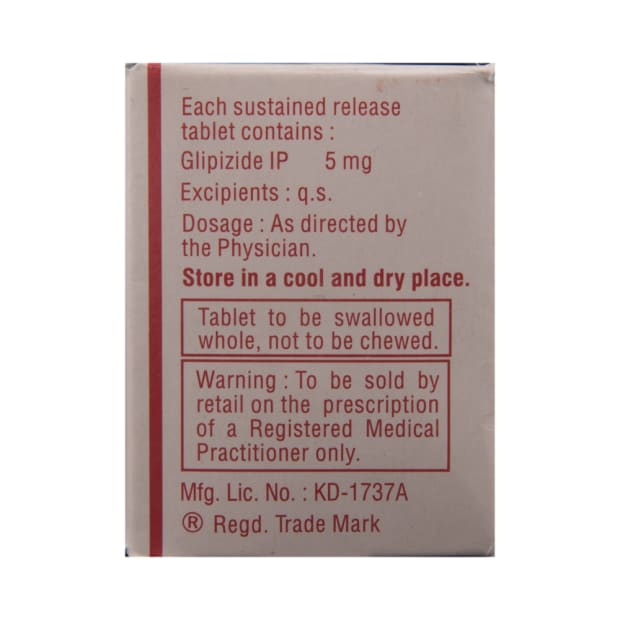 Each sustained release
tablet contains :
Glipizide IP 5 mg
Excipients : q.s.
Dosage : As directed by
the Physician.
Store in a cool and dry place.
Tablet to be swallowed
whole, not to be chewed.
Warning : To be sold by
retail on the prescription
of a Registered Medical
Practitioner only.
Mfg. Lic. No. : KD-1737A
® Regd. Trade Mark